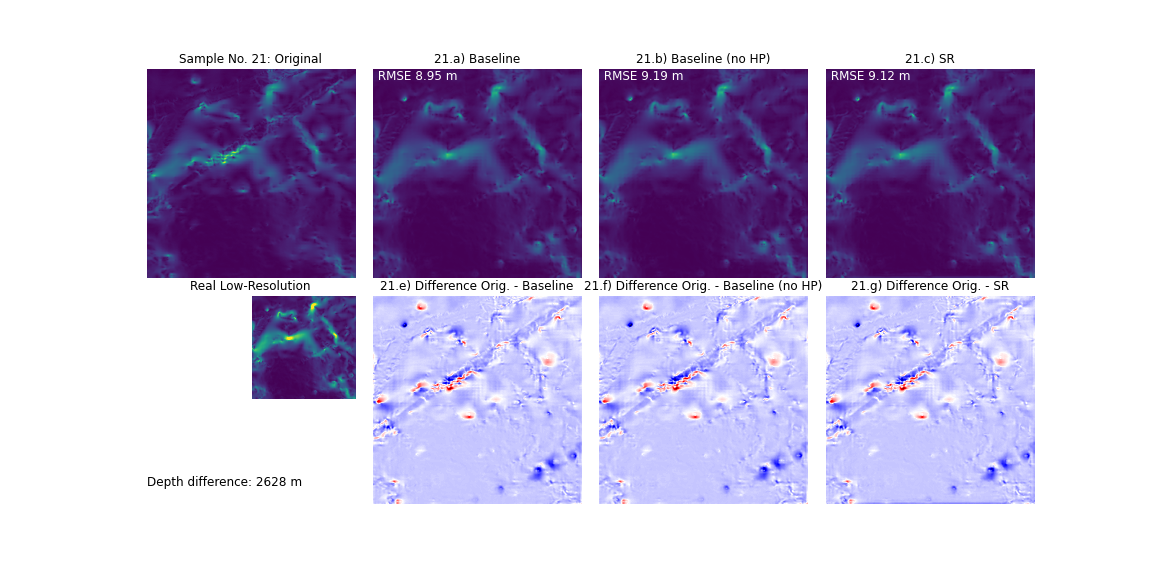 Sample No. 21: Original
21.a) Baseline
21.b) Baseline (no HP)
21.c) SR
RMSE 8.95 m
RMSE 9.19 m
RMSE 9.12 m
Real Low-Resolution
21.e) Difference Orig. - Baseline
21.f) Difference Orig. - Baseline (no HP)
21.g) Difference Orig. - SR
Depth difference: 2628 m